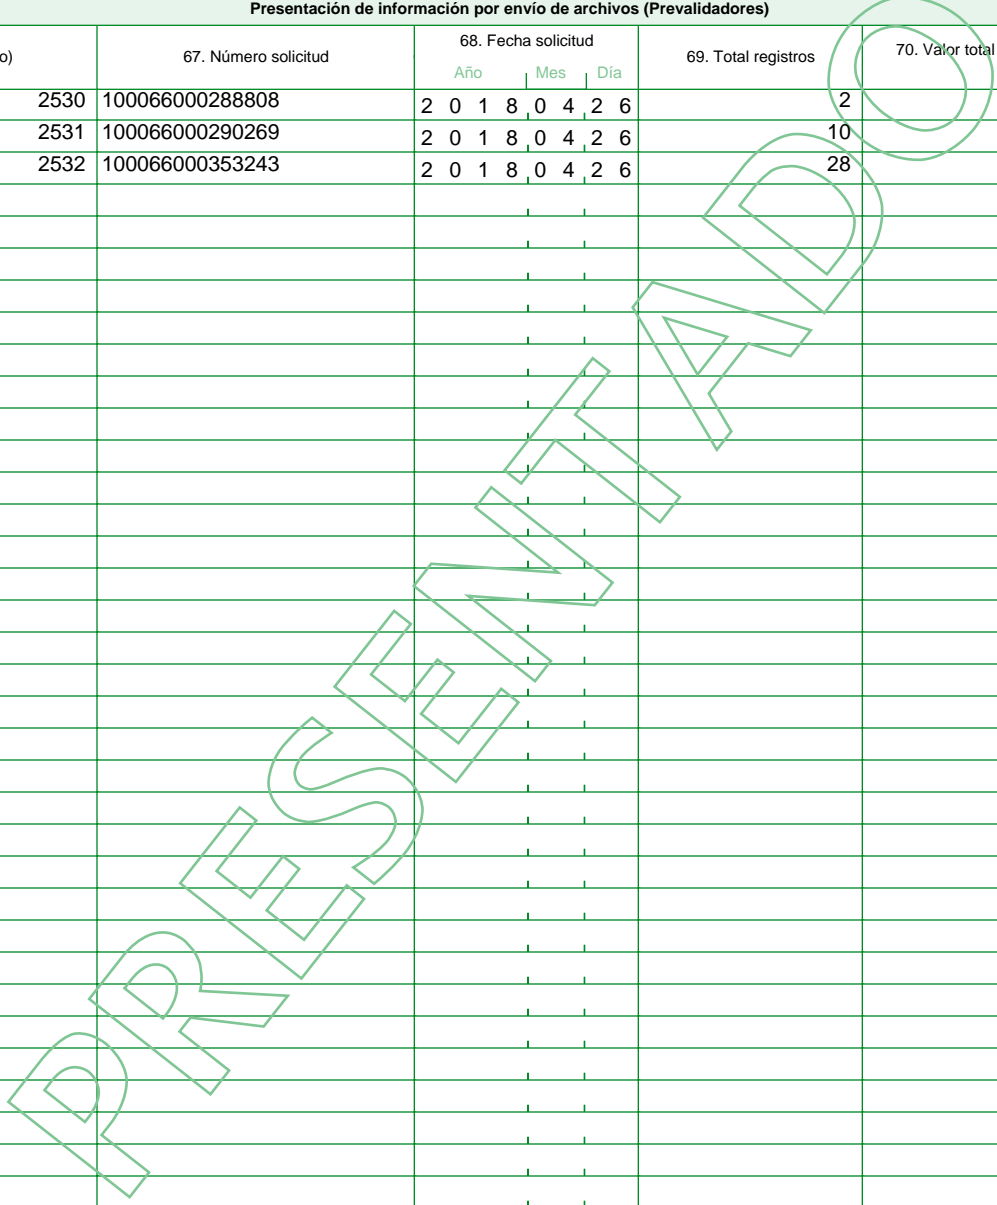 Presentación de información por envío de archivos (Prevalidadores)
o) 67. Número solicitud 68. Fecha solicitud 69. Total registros 70. Valor total
Año Mes Día
2530 100066000288808 2 0 1 8 0 4 2 6 2
2531 100066000290269 2 0 1 8 0 4 2 6 10
2532 100066000353243 2 0 1 8 0 4 2 6 28
PRESENTADO